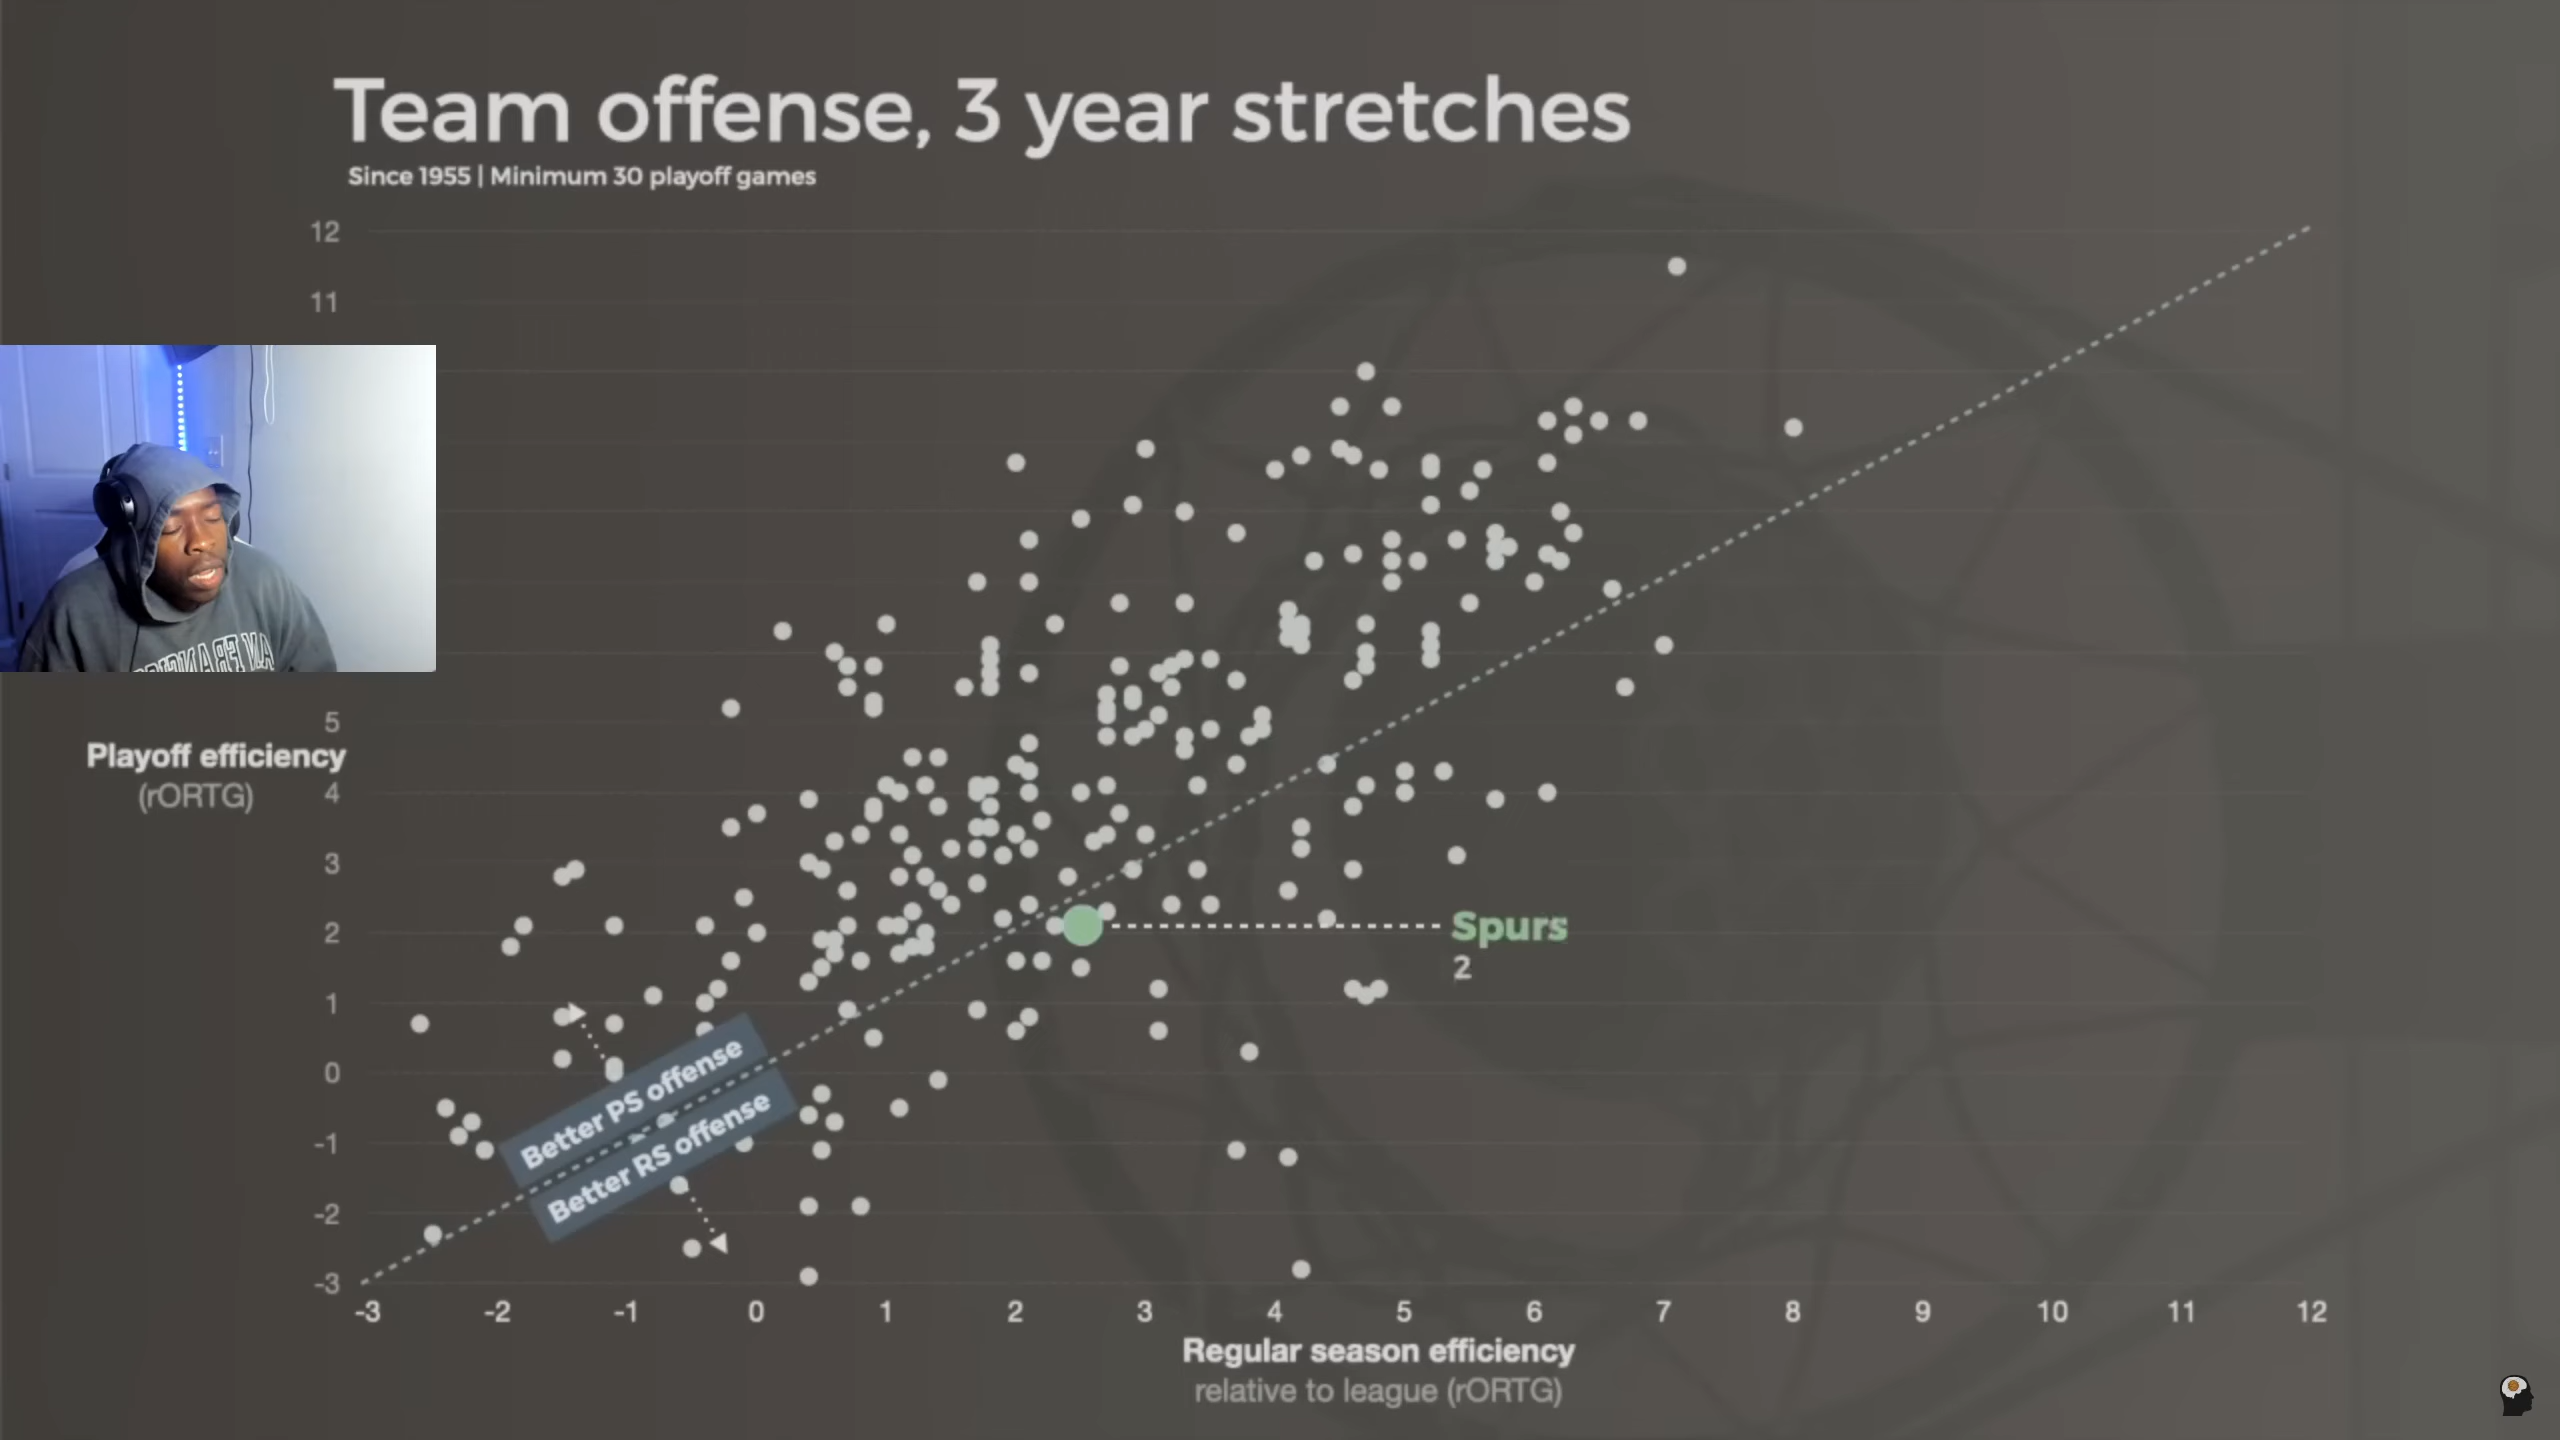 Team offense, 3 year stretches
Since 1955 | Minimum 30 playoff games
12
11
5
Playoff efficiency
(rORTG)
4
3
2
1
0
-1
-2
-3
Spurs
2
Better PS offense
Better RS offense
-3 -2 -1 0 1 2 3 4 5 6 7 8 9 10 11 12
Regular season efficiency
relative to league (rORTG)